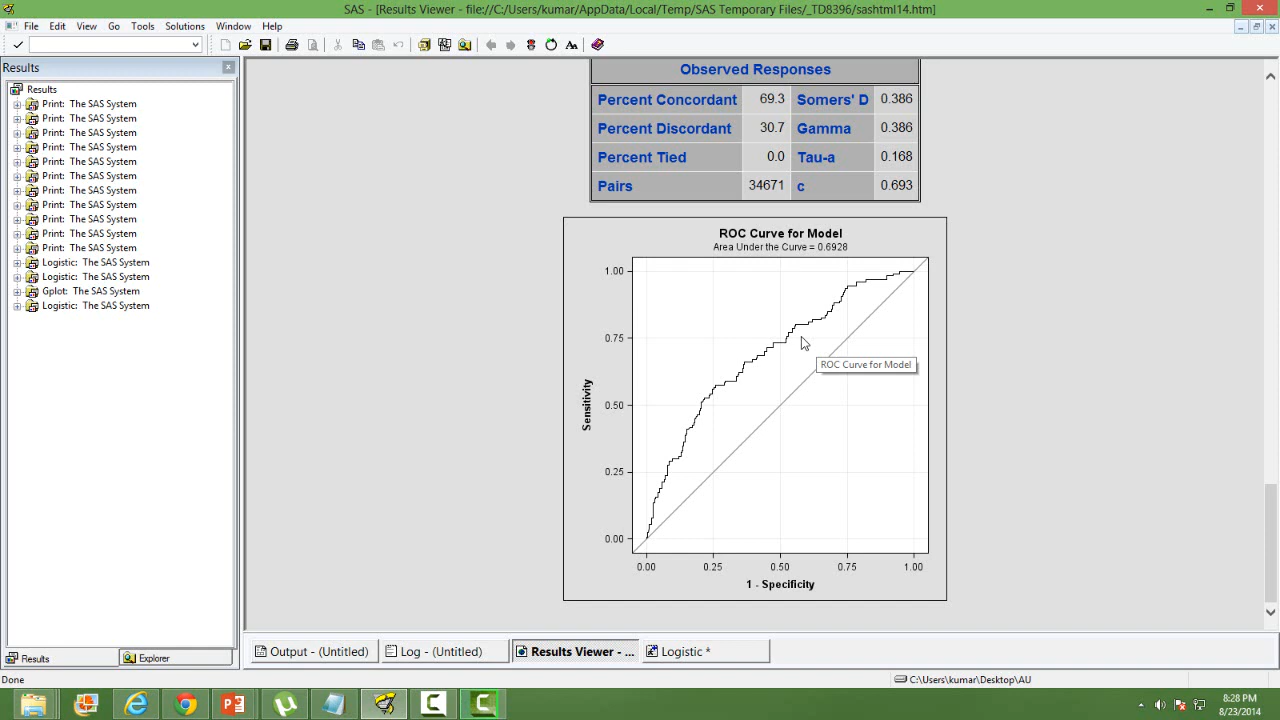 SAS - [Results Viewer - file://C:/Users/kumar/AppData/Local/Temp/SAS Temporary Files/_TD8396/sashtml14.htm]
File Edit View Go Tools Solutions Window Help
Results
Results
Print: The SAS System
Print: The SAS System
Print: The SAS System
Print: The SAS System
Print: The SAS System
Print: The SAS System
Print: The SAS System
Print: The SAS System
Print: The SAS System
Print: The SAS System
Print: The SAS System
Logistic: The SAS System
Logistic: The SAS System
Gplot: The SAS System
Logistic: The SAS System
Observed Responses
Percent Concordant 69.3 Somers' D 0.386
Percent Discordant 30.7 Gamma 0.386
Percent Tied 0.0 Tau-a 0.168
Pairs 34671 c 0.693
ROC Curve for Model
Area Under the Curve = 0.6928
1.00
0.75
ROC Curve for Model
Sensitivity
0.50
0.25
0.00
0.00 0.25 0.50 0.75 1.00
1 - Specificity
Results Explorer
Output - (Untitled) Log - (Untitled) Results Viewer - ... Logistic *
Done
C:\Users\kumar\Desktop\AU
8:28 PM
8/23/2014